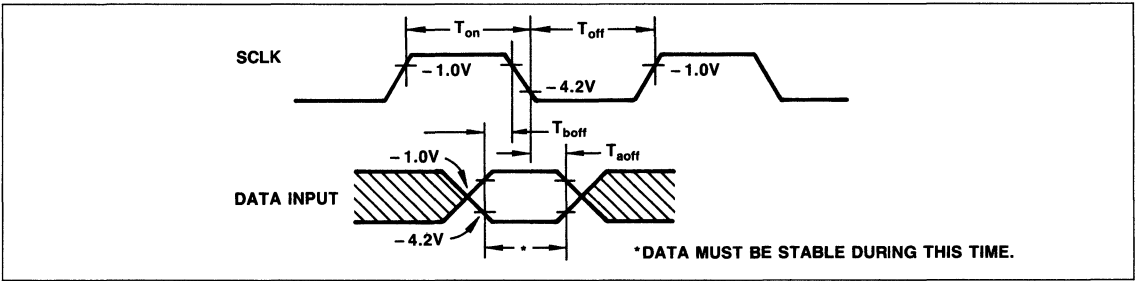 T_on
T_off
SCLK
–1.0V
–4.2V
–1.0V
T_boff
T_aoff
–1.0V
DATA INPUT
–4.2V
*
*DATA MUST BE STABLE DURING THIS TIME.